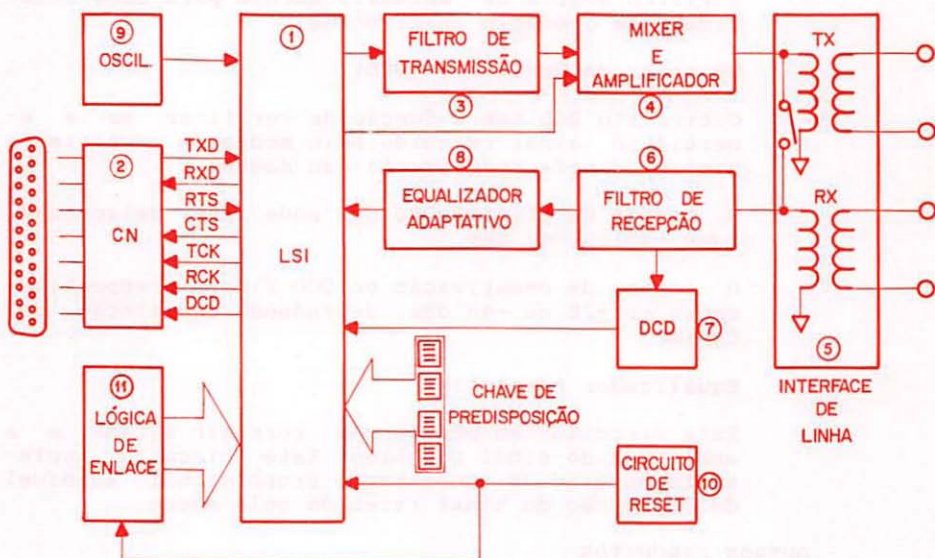 ⑨
OSCIL.
①
LSI
FILTRO DE
TRANSMISSÃO
③
MIXER
E
AMPLIFICADOR
④
TX
②
CN
TXD
RXD
RTS
CTS
TCK
RCK
DCD
⑧
EQUALIZADOR
ADAPTATIVO
⑥
FILTRO DE
RECEPÇÃO
RX
DCD
⑦
⑤
INTERFACE
DE
LINHA
⑪
LÓGICA
DE
ENLACE
CHAVE DE
PREDISPOSIÇÃO
CIRCUITO
DE
RESET
⑩